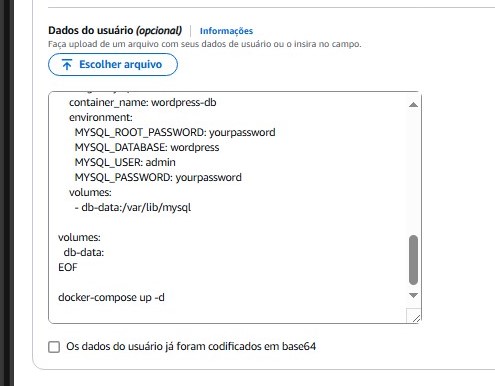 Dados do usuário (opcional) | Informações
Faça upload de um arquivo com seus dados de usuário ou o insira no campo.
Escolher arquivo
container_name: wordpress-db
environment:
MYSQL_ROOT_PASSWORD: yourpassword
MYSQL_DATABASE: wordpress
MYSQL_USER: admin
MYSQL_PASSWORD: yourpassword
volumes:
- db-data:/var/lib/mysql
volumes:
db-data:
EOF
docker-compose up -d
Os dados do usuário já foram codificados em base64